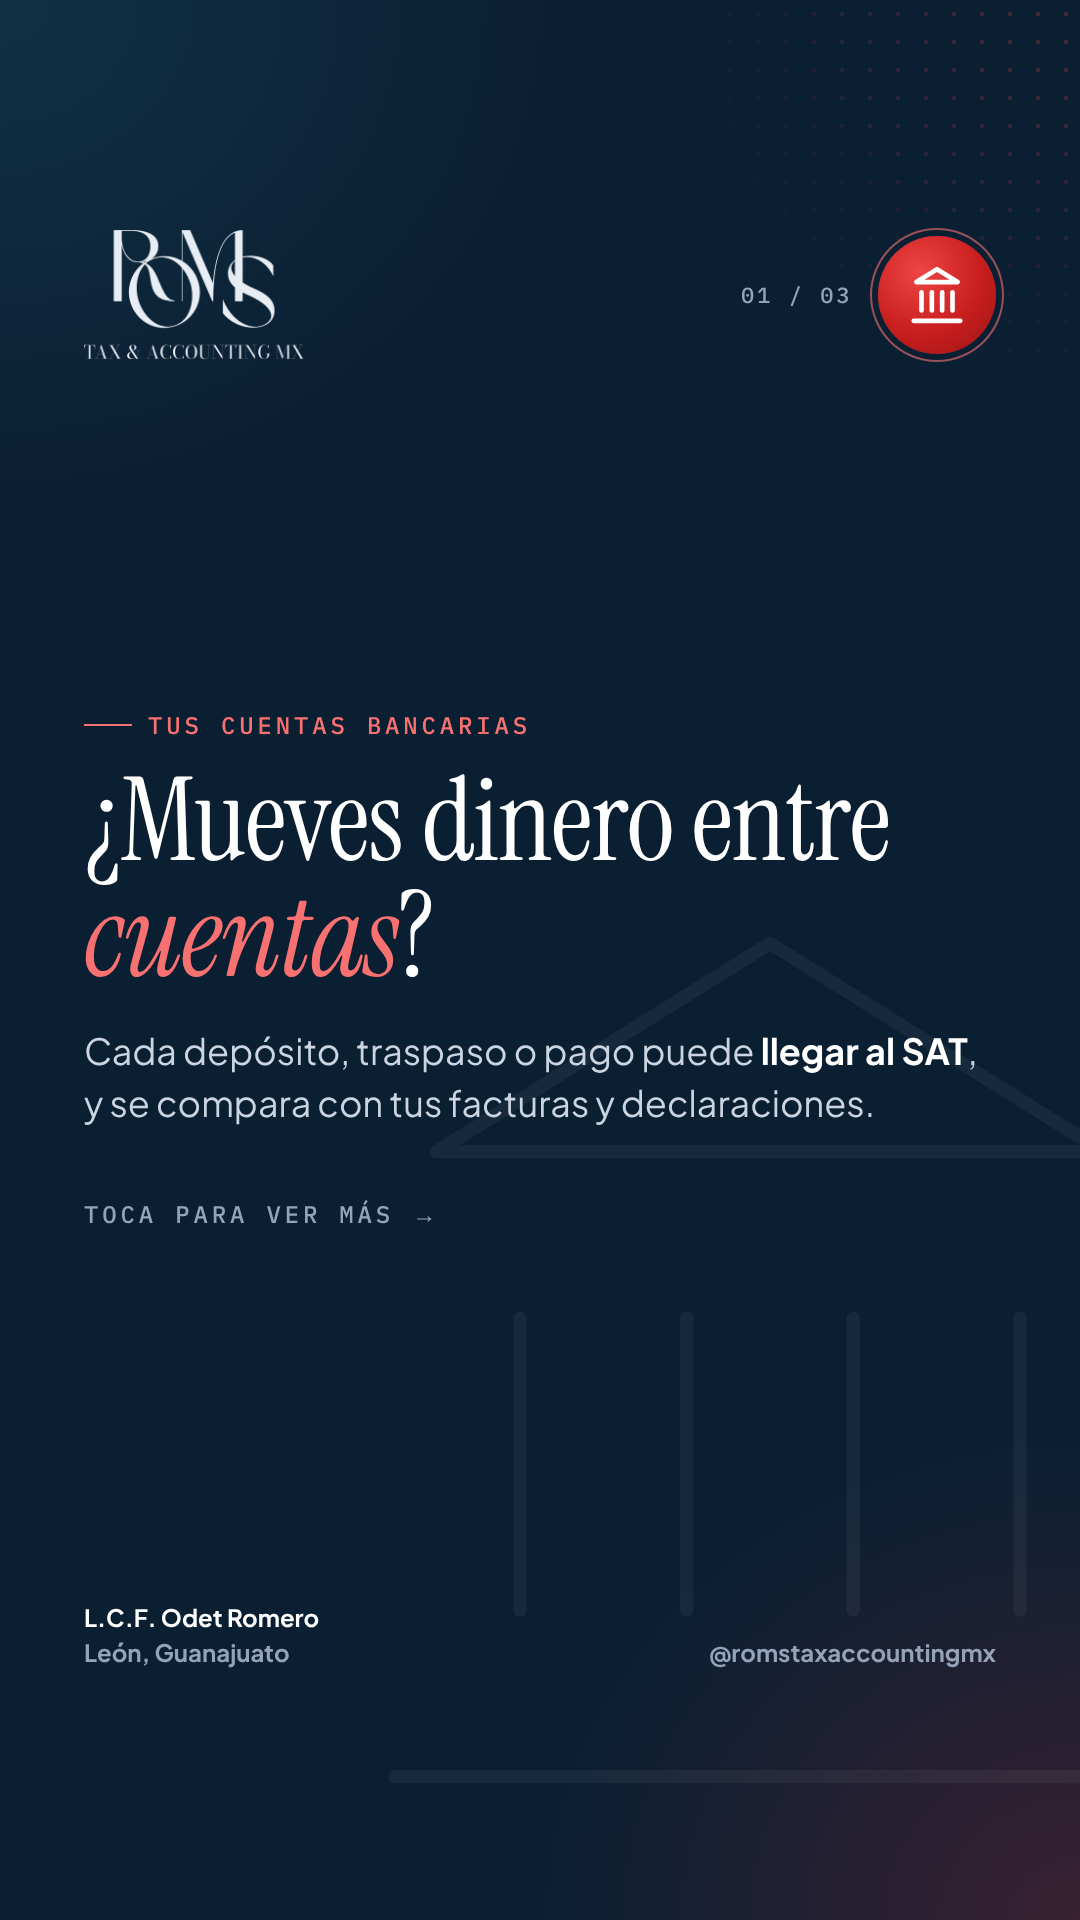 ROMS
TAX & ACCOUNTING MX
01 / 03
TUS CUENTAS BANCARIAS
¿Mueves dinero entre
cuentas?
Cada depósito, traspaso o pago puede llegar al SAT,
y se compara con tus facturas y declaraciones.
TOCA PARA VER MÁS →
L.C.F. Odet Romero
León, Guanajuato
@romstaxaccountingmx